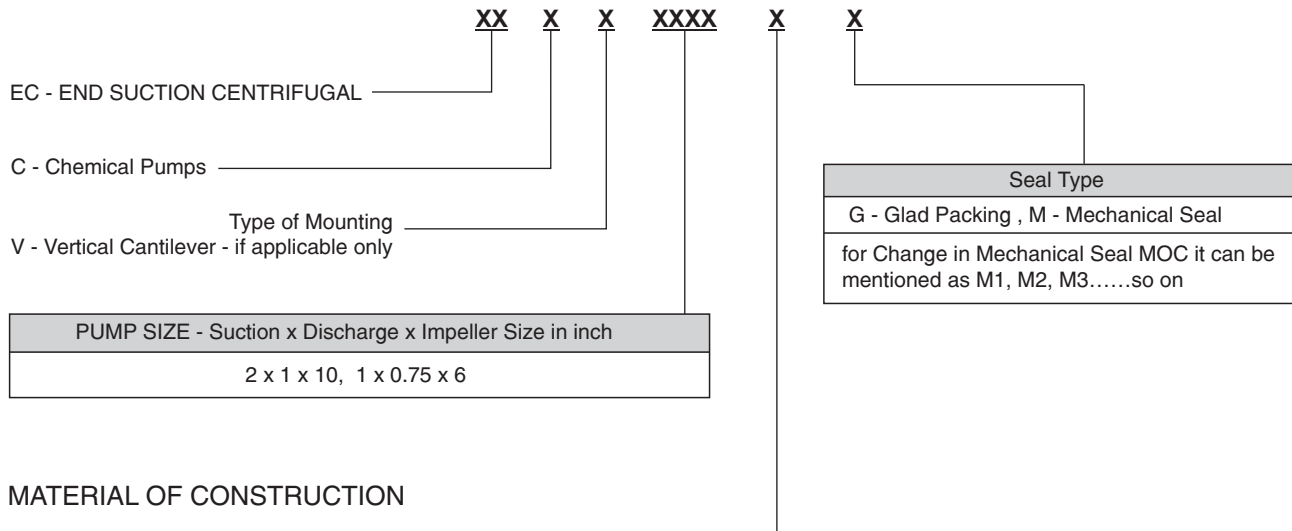 XX X X XXXX X X
EC - END SUCTION CENTRIFUGAL
C - Chemical Pumps
Type of Mounting
V - Vertical Cantilever - if applicable only
Seal Type
G - Glad Packing , M - Mechanical Seal
for Change in Mechanical Seal MOC it can be
mentioned as M1, M2, M3......so on
PUMP SIZE - Suction x Discharge x Impeller Size in inch
2 x 1 x 10, 1 x 0.75 x 6
MATERIAL OF CONSTRUCTION